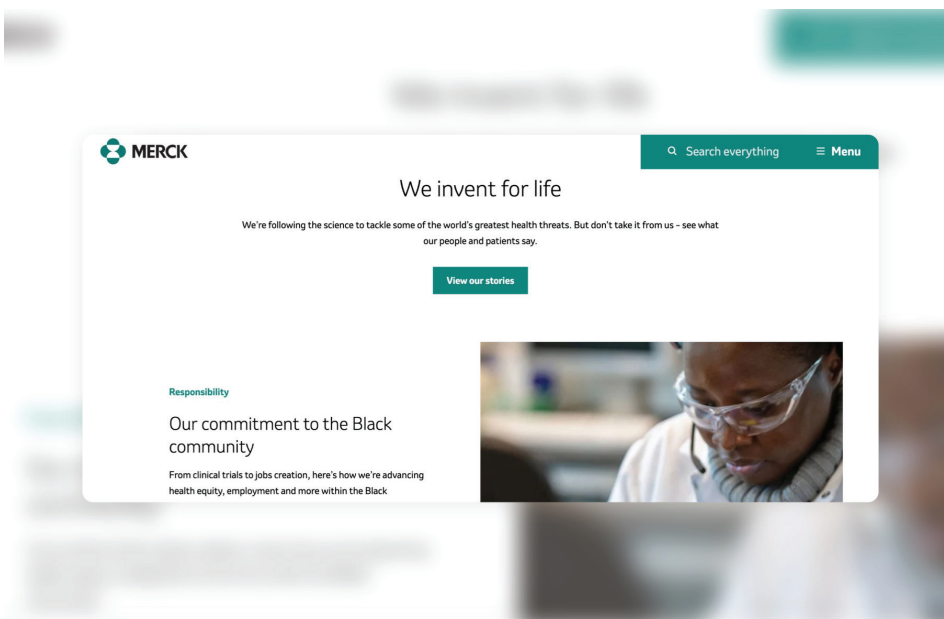 MERCK
Search everything
Menu
We invent for life
We're following the science to tackle some of the world's greatest health threats. But don't take it from us – see what
our people and patients say.
View our stories
Responsibility
Our commitment to the Black
community
From clinical trials to jobs creation, here's how we're advancing
health equity, employment and more within the Black